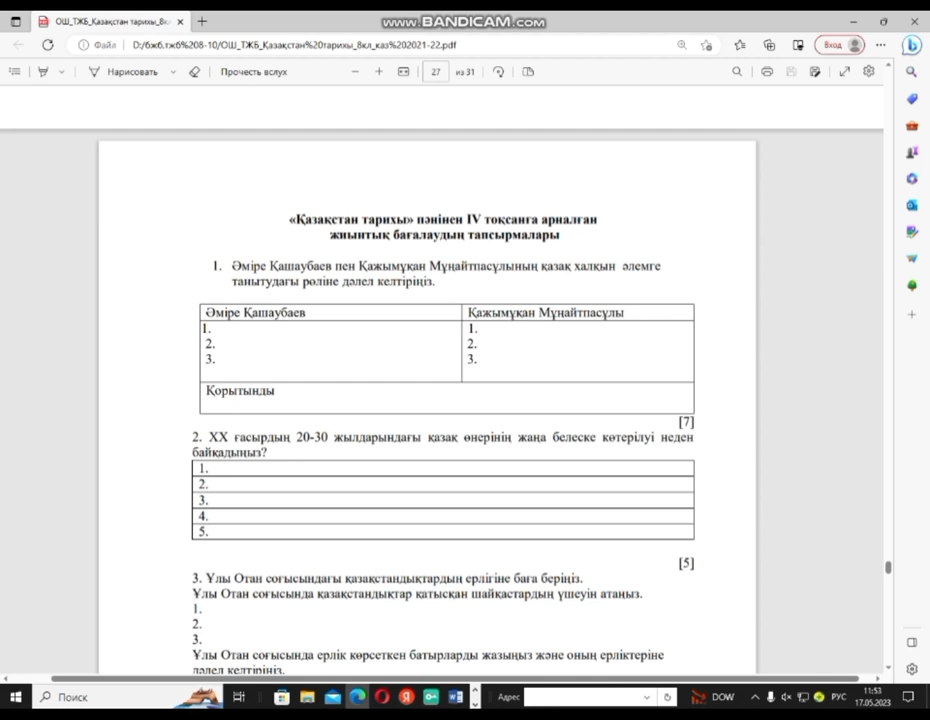 ОШ_ТЖБ_Қазақстан тарихы_8кл
www.BANDICAM.com
Файл | D:/бжб.тжб%208-10/ОШ_ТЖБ_Қазақстан%20тарихы_8кл_каз%202021-22.pdf
Вход
Нарисовать
Прочесть вслух
27 из 31
«Қазақстан тарихы» пәнінен IV тоқсанға арналған
жиынтық бағалаудың тапсырмалары
1. Әміре Қашаубаев пен Қажымұқан Мұңайтпасұлының қазақ халқын әлемге
танытудағы рөліне дәлел келтіріңіз.
Әміре Қашаубаев Қажымұқан Мұңайтпасұлы
1. 1.
2. 2.
3. 3.
Қорытынды
[7]
2. XX ғасырдың 20-30 жылдарындағы қазақ өнерінің жаңа белеске көтерілуі неден
байқадыңыз?
1.
2.
3.
4.
5.
[5]
3. Ұлы Отан соғысындағы қазақстандықтардың ерлігіне баға беріңіз.
Ұлы Отан соғысында қазақстандықтар қатысқан шайқастардың үшеуін атаңыз.
1.
2.
3.
Ұлы Отан соғысында ерлік көрсеткен батырларды жазыңыз және оның ерліктеріне
дәлел келтіріңіз.
Поиск
Адрес
DOW
РУС
11:53
17.05.2023